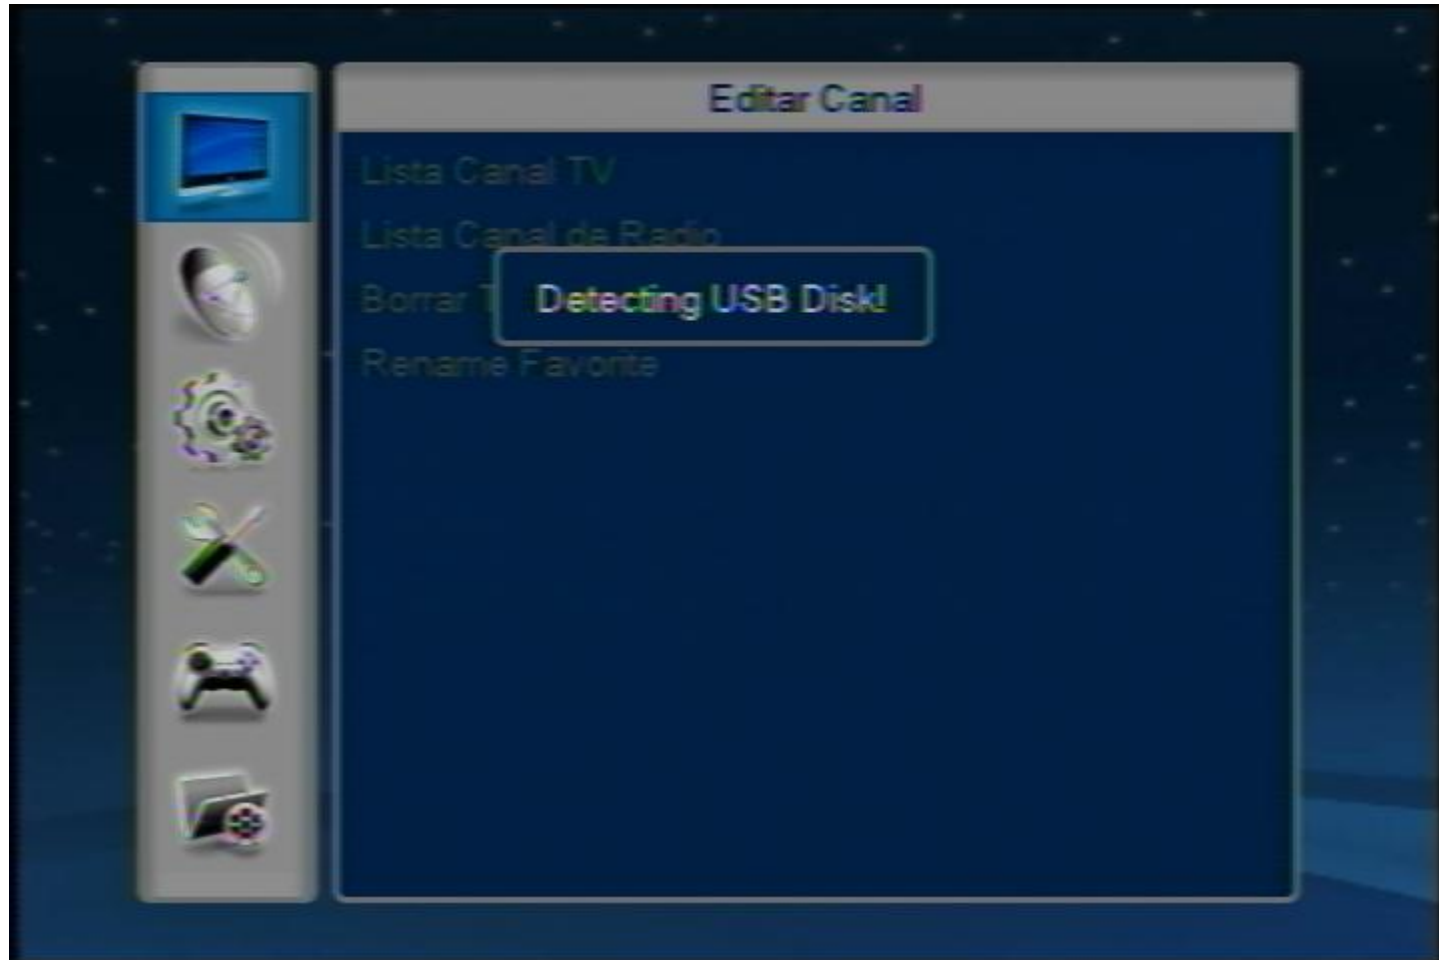 Editar Canal
Lista Canal TV
Lista Canal de Radio
Borrar
Detecting USB Disk!
Rename Favorite